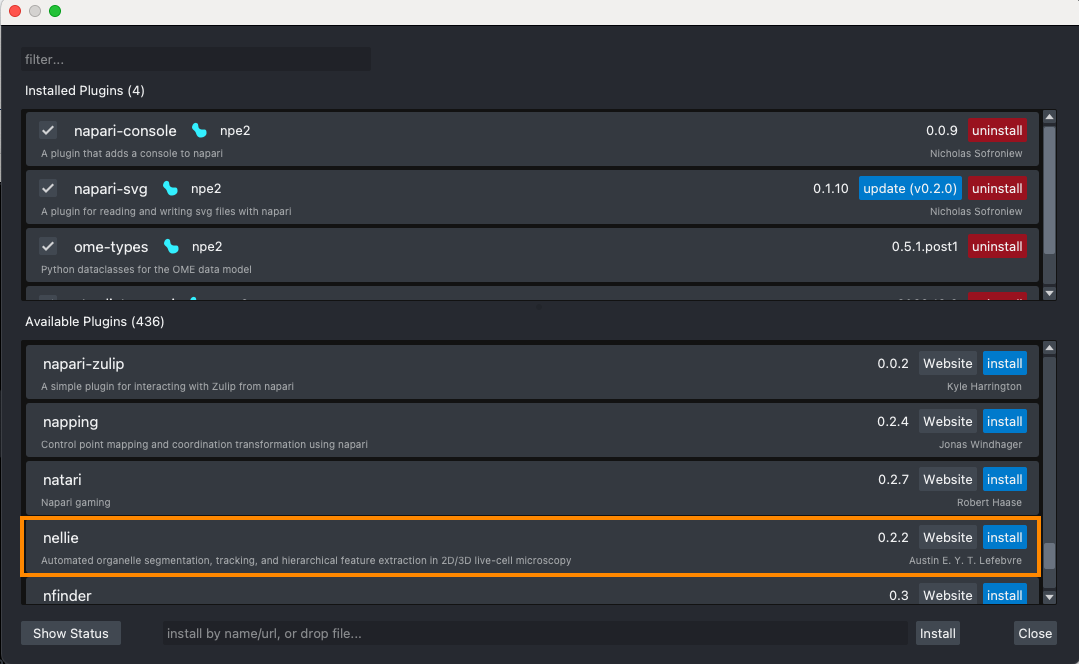 filter...
Installed Plugins (4)
napari-console npe2 0.0.9 uninstall
A plugin that adds a console to napari Nicholas Sofroniew
napari-svg npe2 0.1.10 update (v0.2.0) uninstall
A plugin for reading and writing svg files with napari Nicholas Sofroniew
ome-types npe2 0.5.1.post1 uninstall
Python dataclasses for the OME data model
uninstall
Available Plugins (436)
napari-zulip 0.0.2 Website install
A simple plugin for interacting with Zulip from napari Kyle Harrington
napping 0.2.4 Website install
Control point mapping and coordination transformation using napari Jonas Windhager
natari 0.2.7 Website install
Napari gaming Robert Haase
nellie 0.2.2 Website install
Automated organelle segmentation, tracking, and hierarchical feature extraction in 2D/3D live-cell microscopy Austin E. Y. T. Lefebvre
nfinder 0.3 Website install
Show Status install by name/url, or drop file... Install Close